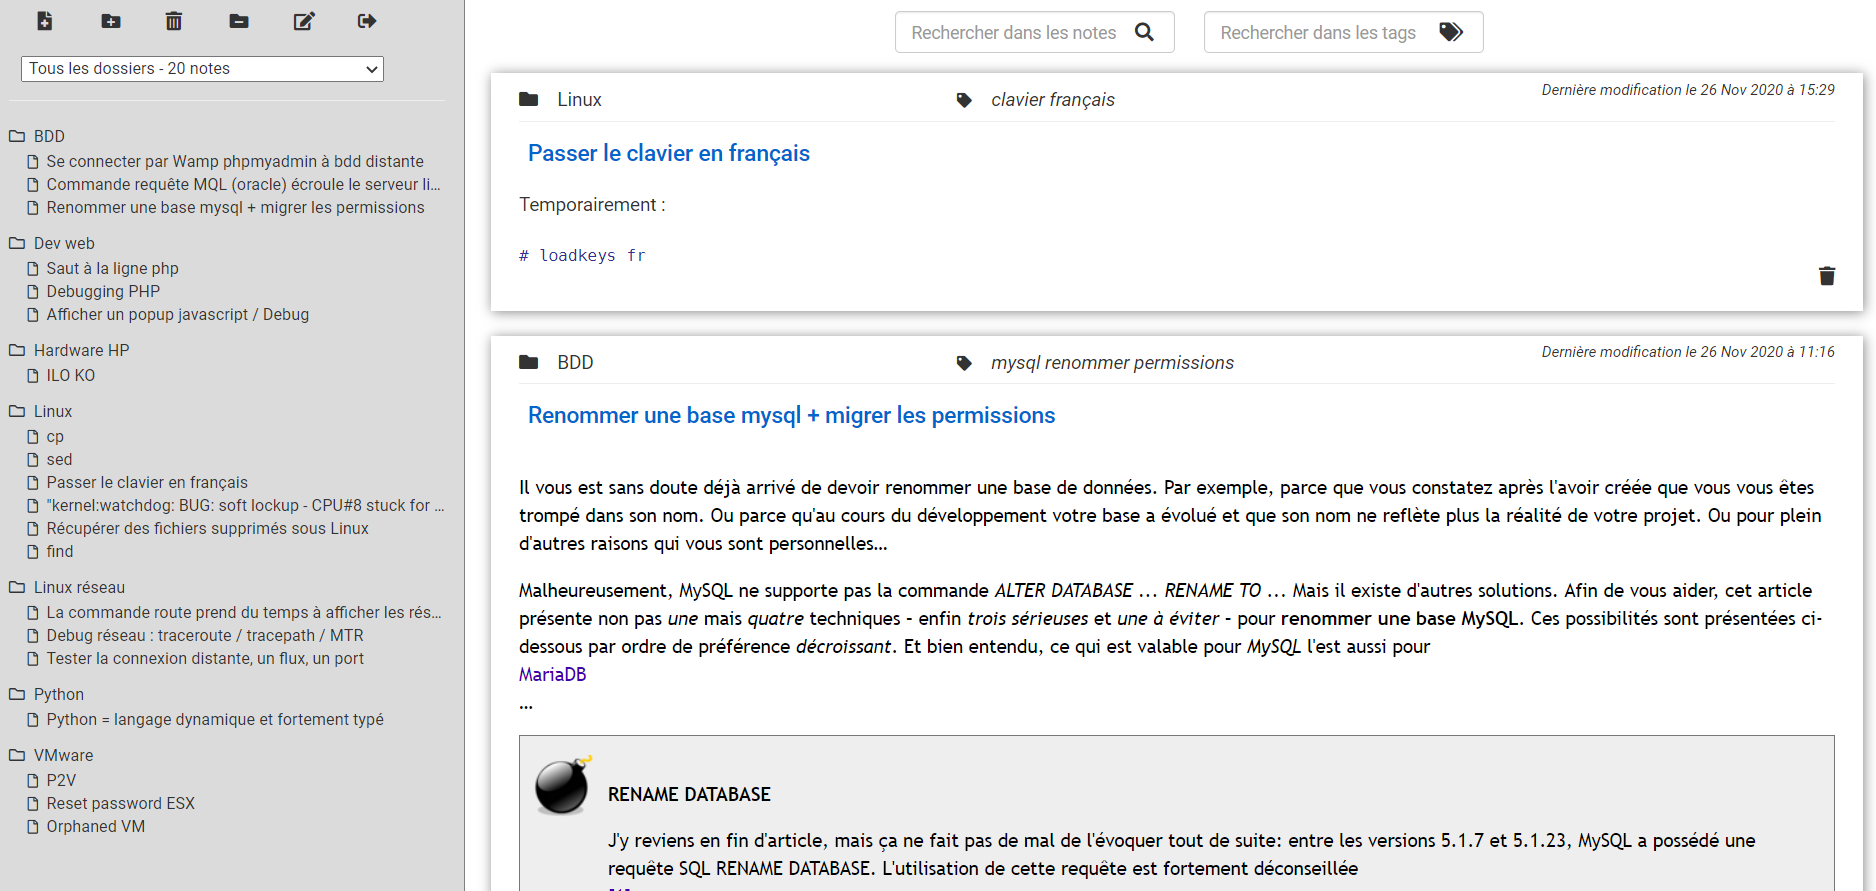 Tous les dossiers - 20 notes
BDD
Se connecter par Wamp phpmyadmin à bdd distante
Commande requête MQL (oracle) écroule le serveur li...
Renommer une base mysql + migrer les permissions
Dev web
Saut à la ligne php
Debugging PHP
Afficher un popup javascript / Debug
Hardware HP
ILO KO
Linux
cp
sed
Passer le clavier en français
"kernel:watchdog: BUG: soft lockup - CPU#8 stuck for ...
Récupérer des fichiers supprimés sous Linux
find
Linux réseau
La commande route prend du temps à afficher les rés...
Debug réseau : traceroute / tracepath / MTR
Tester la connexion distante, un flux, un port
Python
Python = langage dynamique et fortement typé
VMware
P2V
Reset password ESX
Orphaned VM
Rechercher dans les notes
Rechercher dans les tags
Linux
clavier français
Dernière modification le 26 Nov 2020 à 15:29
Passer le clavier en français
Temporairement :
# loadkeys fr
BDD
mysql renommer permissions
Dernière modification le 26 Nov 2020 à 11:16
Renommer une base mysql + migrer les permissions
Il vous est sans doute déjà arrivé de devoir renommer une base de données. Par exemple, parce que vous constatez après l'avoir créée que vous vous êtes
trompé dans son nom. Ou parce qu'au cours du développement votre base a évolué et que son nom ne reflète plus la réalité de votre projet. Ou pour plein
d'autres raisons qui vous sont personnelles…
Malheureusement, MySQL ne supporte pas la commande ALTER DATABASE ... RENAME TO ... Mais il existe d'autres solutions. Afin de vous aider, cet article
présente non pas une mais quatre techniques – enfin trois sérieuses et une à éviter – pour renommer une base MySQL. Ces possibilités sont présentées ci-
dessous par ordre de préférence décroissant. Et bien entendu, ce qui est valable pour MySQL l'est aussi pour
MariaDB
…
RENAME DATABASE
J'y reviens en fin d'article, mais ça ne fait pas de mal de l'évoquer tout de suite: entre les versions 5.1.7 et 5.1.23, MySQL a possédé une
requête SQL RENAME DATABASE. L'utilisation de cette requête est fortement déconseillée